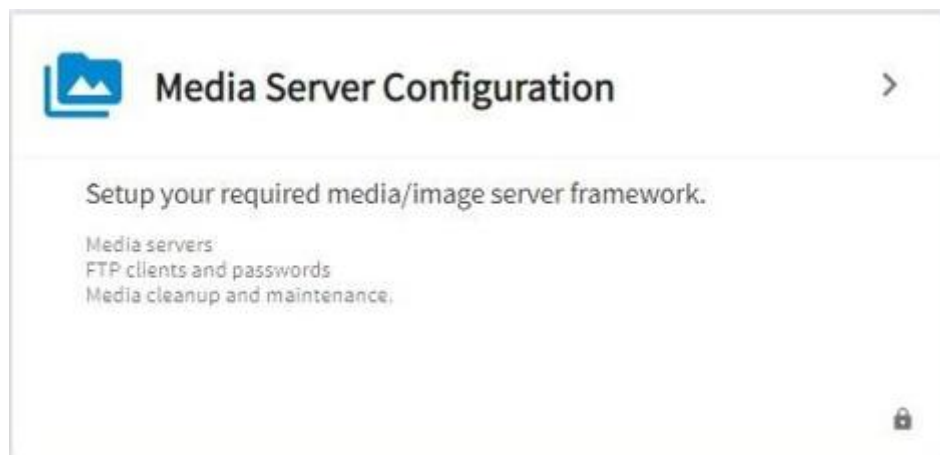 Media Server Configuration
Setup your required media/image server framework.
Media servers
FTP clients and passwords
Media cleanup and maintenance.